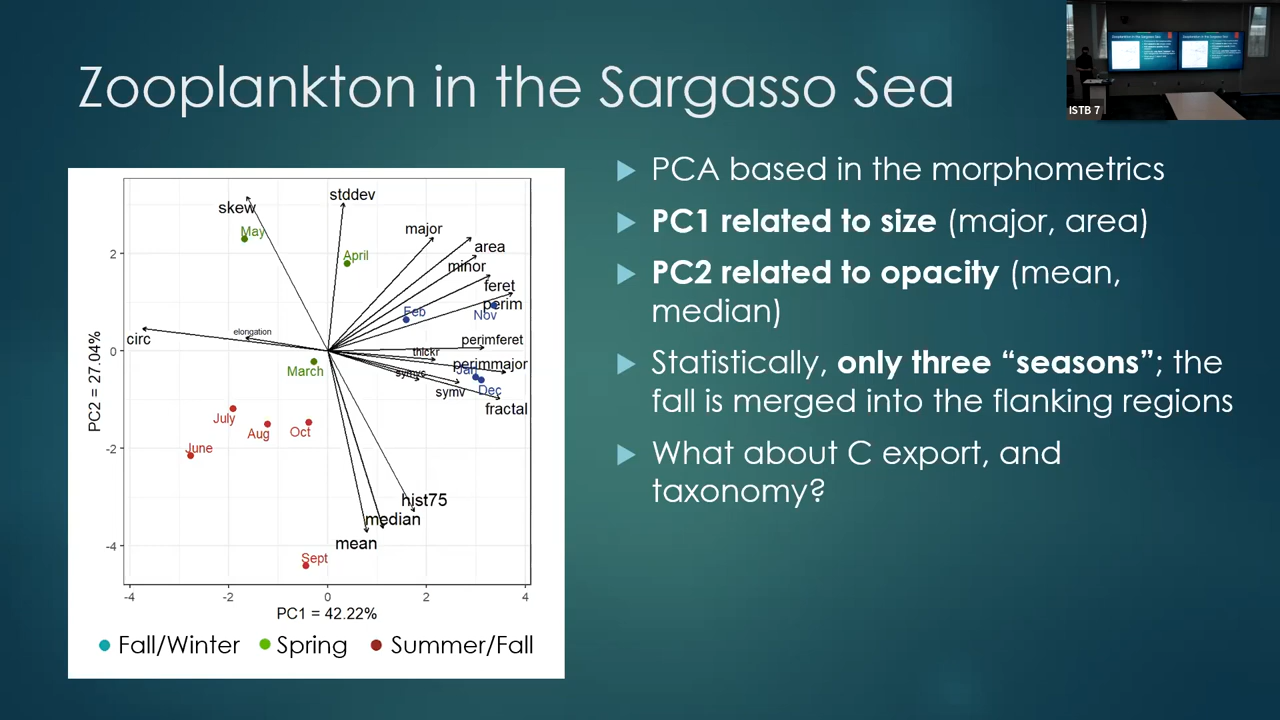 Zooplankton in the Sargasso Sea
ISTB 7
PCA based in the morphometrics
PC1 related to size (major, area)
PC2 related to opacity (mean,
median)
Statistically, only three “seasons”; the
fall is merged into the flanking regions
What about C export, and
taxonomy?
skew
stddev
May
major
April
area
2
minor
feret
perim
Feb
Nov
elongation
circ
perimferet
0
thickr
March
perimmajor
Jan
symv
Dec
fractal
July
Aug
Oct
-2
June
hist75
median
mean
-4
Sept
PC2 = 27.04%
-4
-2
0
2
4
PC1 = 42.22%
Fall/Winter
Spring
Summer/Fall